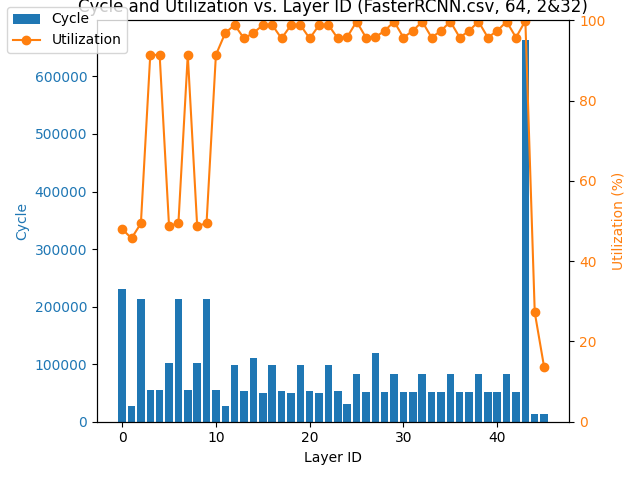 Cycle and Utilization vs. Layer ID (FasterRCNN.csv, 64, 2&32)
Cycle
Utilization
600000
500000
400000
300000
200000
100000
0
Cycle
100
80
60
40
20
0
Utilization (%)
0 10 20 30 40
Layer ID